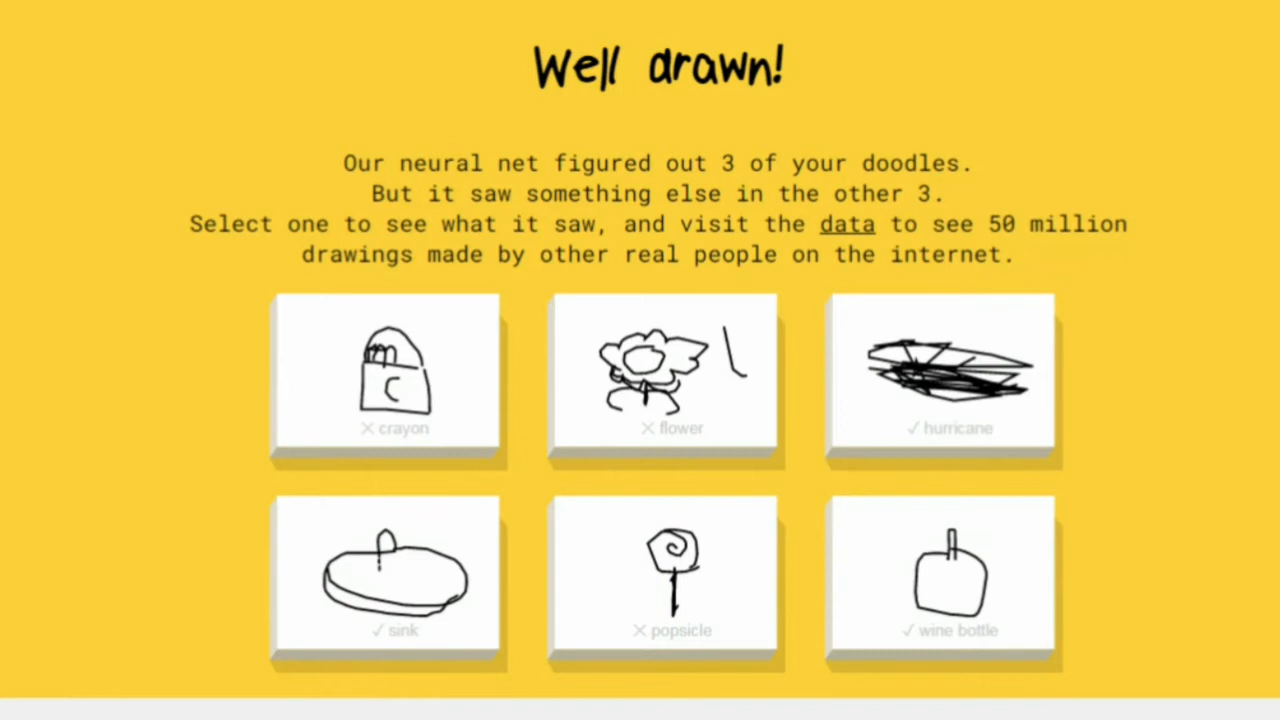 Well drawn!
Our neural net figured out 3 of your doodles.
But it saw something else in the other 3.
Select one to see what it saw, and visit the data to see 50 million
drawings made by other real people on the internet.
C
× crayon
× flower
✓ hurricane
✓ sink
× popsicle
✓ wine bottle